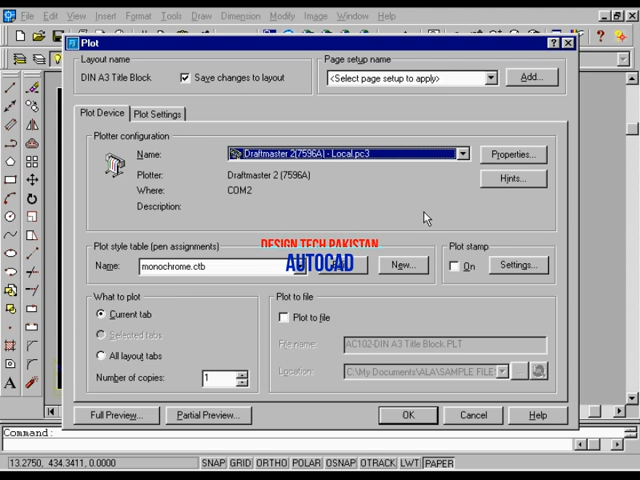 File Edit View Insert Format Tools Draw Dimension Modify Image Window Help
Plot
Layout name
DIN A3 Title Block
Save changes to layout
Page setup name
<Select page setup to apply>
Add...
Plot Device
Plot Settings
Plotter configuration
Name:
Draftmaster 2(7596A) - Local.pc3
Properties...
Plotter:
Draftmaster 2 (7596A)
Hints...
Where:
COM2
Description:
DESIGN TECH PAKISTAN
AUTOCAD
Plot style table (pen assignments)
Name:
monochrome.ctb
New...
Plot stamp
On
Settings...
What to plot
Current tab
Selected tabs
All layout tabs
Number of copies:
1
Plot to file
Plot to file
File name:
AC102-DIN A3 Title Block.PLT
Location:
C:\My Documents\ALA\SAMPLE FILES
...
Full Preview...
Partial Preview...
OK
Cancel
Help
Command:
13.2750, 434.3411, 0.0000
SNAP GRID ORTHO POLAR OSNAP OTRACK LWT PAPER